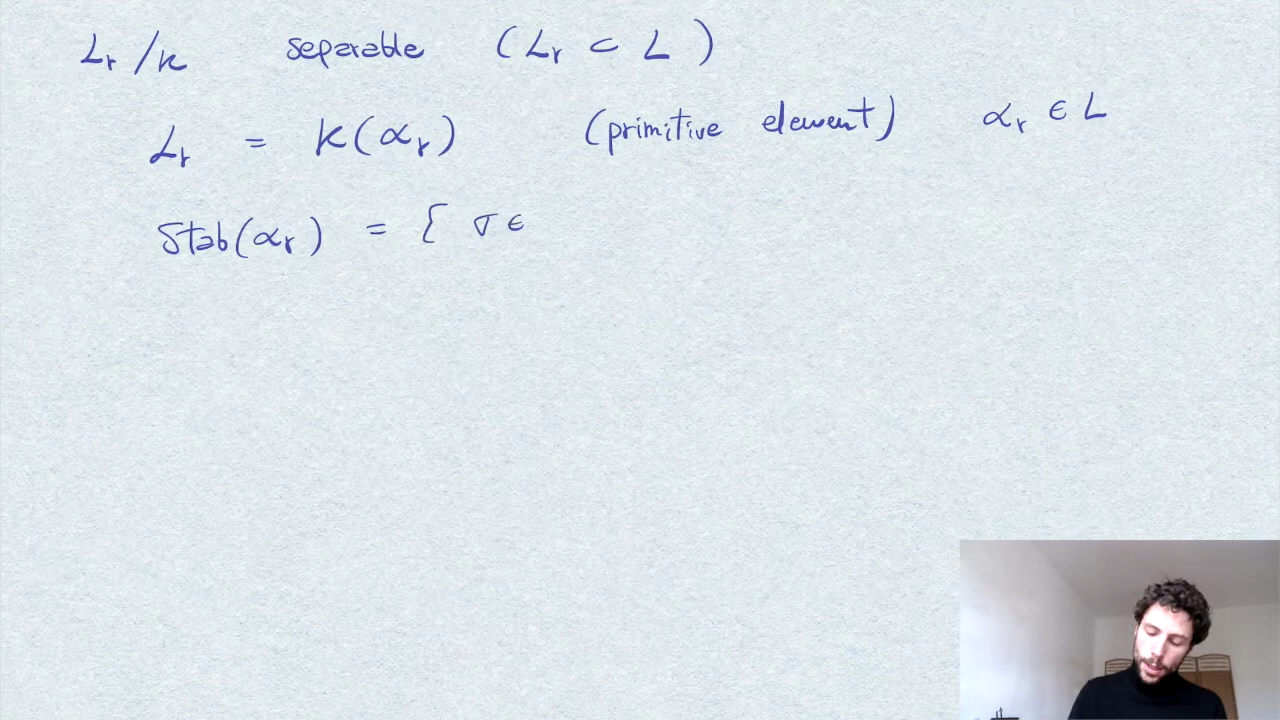 L_r / K separable (L_r ⊂ L)
L_r = K(α_r) (primitive element) α_r ∈ L
Stab(α_r) = { σ ∈